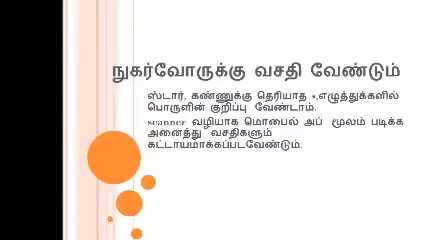 நுகர்வோருக்கு வசதி வேண்டும்
ஸ்டார், கண்ணுக்கு தெரியாத *,எழுத்துக்களில்
பொருளின் குறிப்பு வேண்டாம்.
scanner வழியாக மொபைல் அப் மூலம் படிக்க
அனைத்து வசதிகளும்
கட்டாயமாக்கப்படவேண்டும்.